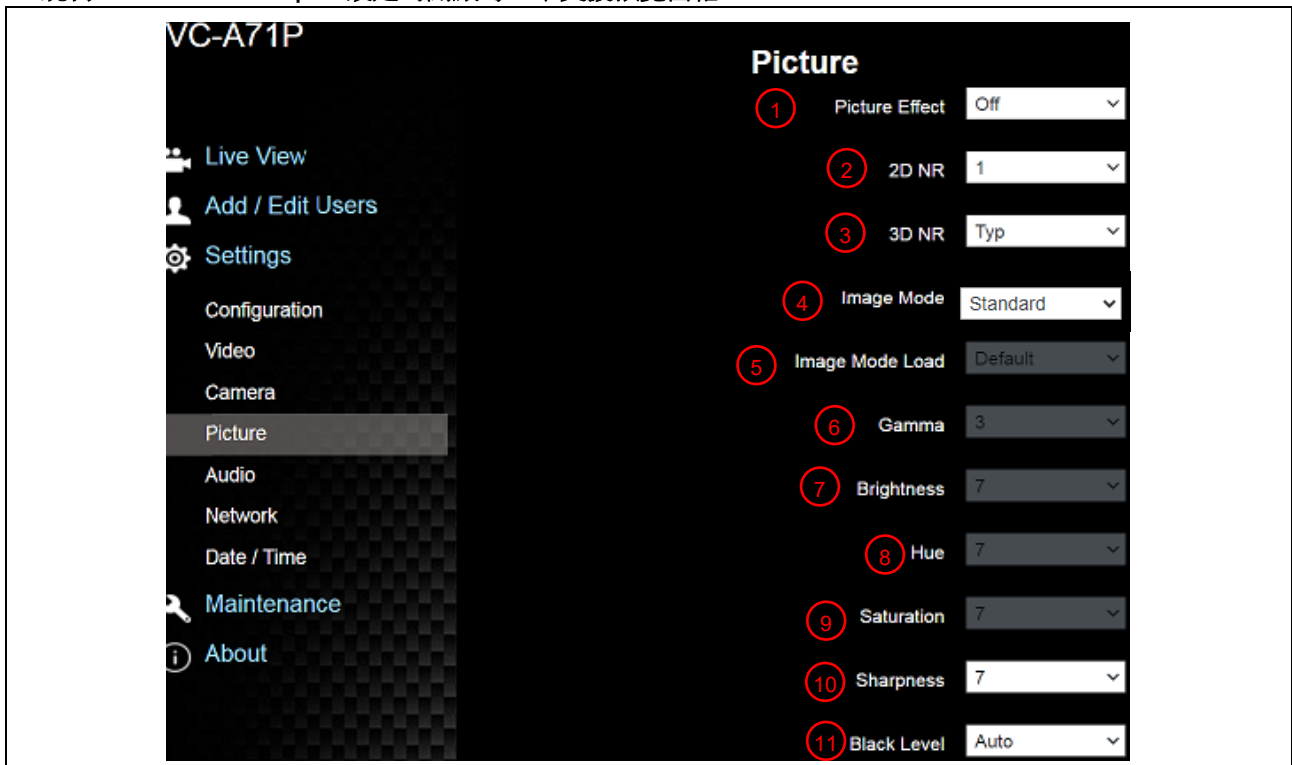 VC-A71P
Live View
Add / Edit Users
Settings
Configuration
Video
Camera
Picture
Audio
Network
Date / Time
Maintenance
About
Picture
1 Picture Effect Off
2 2D NR 1
3 3D NR Typ
4 Image Mode Standard
5 Image Mode Load Default
6 Gamma 3
7 Brightness 7
8 Hue 7
9 Saturation 7
10 Sharpness 7
11 Black Level Auto